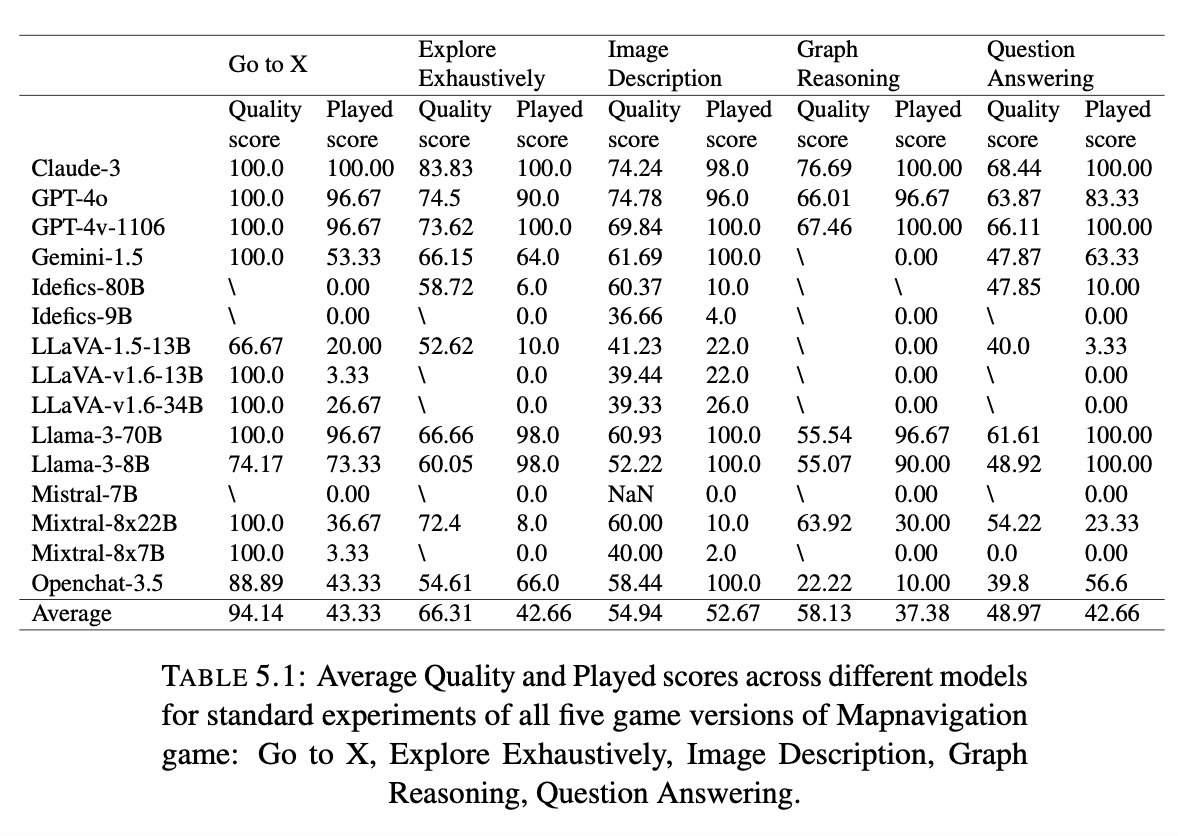 Go to X Explore Exhaustively Image Description Graph Reasoning Question Answering
Quality score Played score Quality score Played score Quality score Played score Quality score Played score Quality score Played score
Claude-3 100.0 100.00 83.83 100.0 74.24 98.0 76.69 100.00 68.44 100.00
GPT-4o 100.0 96.67 74.5 90.0 74.78 96.0 66.01 96.67 63.87 83.33
GPT-4v-1106 100.0 96.67 73.62 100.0 69.84 100.0 67.46 100.00 66.11 100.00
Gemini-1.5 100.0 53.33 66.15 64.0 61.69 100.0 \ 0.00 47.87 63.33
Idefics-80B \ 0.00 58.72 6.0 60.37 10.0 \ \ 47.85 10.00
Idefics-9B \ 0.00 \ 0.0 36.66 4.0 \ 0.00 \ 0.00
LLaVA-1.5-13B 66.67 20.00 52.62 10.0 41.23 22.0 \ 0.00 40.0 3.33
LLaVA-v1.6-13B 100.0 3.33 \ 0.0 39.44 22.0 \ 0.00 \ 0.00
LLaVA-v1.6-34B 100.0 26.67 \ 0.0 39.33 26.0 \ 0.00 \ 0.00
Llama-3-70B 100.0 96.67 66.66 98.0 60.93 100.0 55.54 96.67 61.61 100.00
Llama-3-8B 74.17 73.33 60.05 98.0 52.22 100.0 55.07 90.00 48.92 100.00
Mistral-7B \ 0.00 \ 0.0 NaN 0.0 \ 0.00 \ 0.00
Mixtral-8x22B 100.0 36.67 72.4 8.0 60.00 10.0 63.92 30.00 54.22 23.33
Mixtral-8x7B 100.0 3.33 \ 0.0 40.00 2.0 \ 0.00 0.0 0.00
Openchat-3.5 88.89 43.33 54.61 66.0 58.44 100.0 22.22 10.00 39.8 56.6
Average 94.14 43.33 66.31 42.66 54.94 52.67 58.13 37.38 48.97 42.66
TABLE 5.1: Average Quality and Played scores across different models
for standard experiments of all five game versions of Mapnavigation
game: Go to X, Explore Exhaustively, Image Description, Graph
Reasoning, Question Answering.